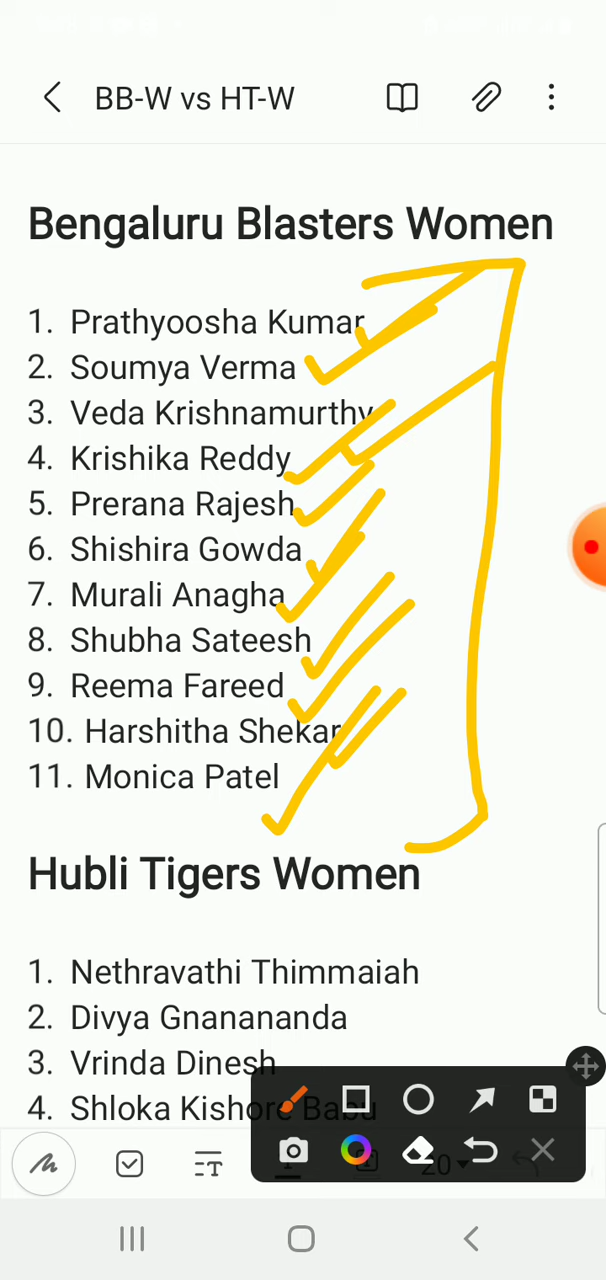 BB-W vs HT-W
Bengaluru Blasters Women
1. Prathyoosha Kumar
2. Soumya Verma
3. Veda Krishnamurthy
4. Krishika Reddy
5. Prerana Rajesh
6. Shishira Gowda
7. Murali Anagha
8. Shubha Sateesh
9. Reema Fareed
10. Harshitha Shekar
11. Monica Patel
Hubli Tigers Women
1. Nethravathi Thimmaiah
2. Divya Gnanananda
3. Vrinda Dinesh
4. Shloka Kishore Babu
20